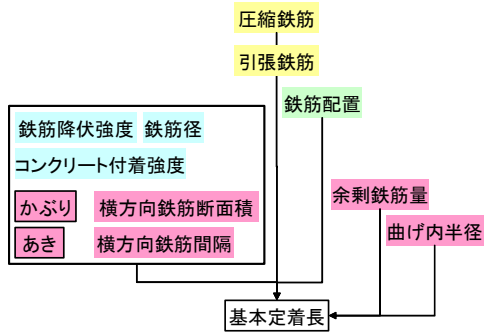 圧縮鉄筋
引張鉄筋
鉄筋配置
鉄筋降伏強度 鉄筋径
コンクリート付着強度
かぶり 横方向鉄筋断面積
あき 横方向鉄筋間隔
余剰鉄筋量
曲げ内半径
基本定着長